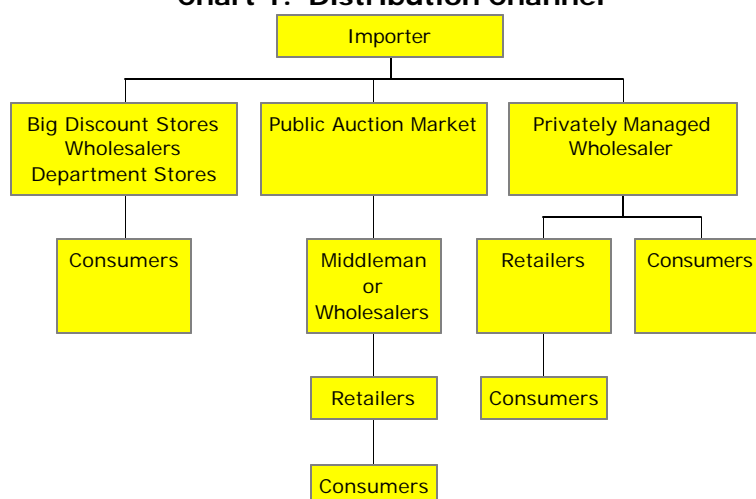 Chart 1: Distribution Channel
Importer
Big Discount Stores
Wholesalers
Department Stores
Public Auction Market
Privately Managed
Wholesaler
Consumers
Middleman
or
Wholesalers
Retailers
Consumers
Retailers
Consumers
Consumers